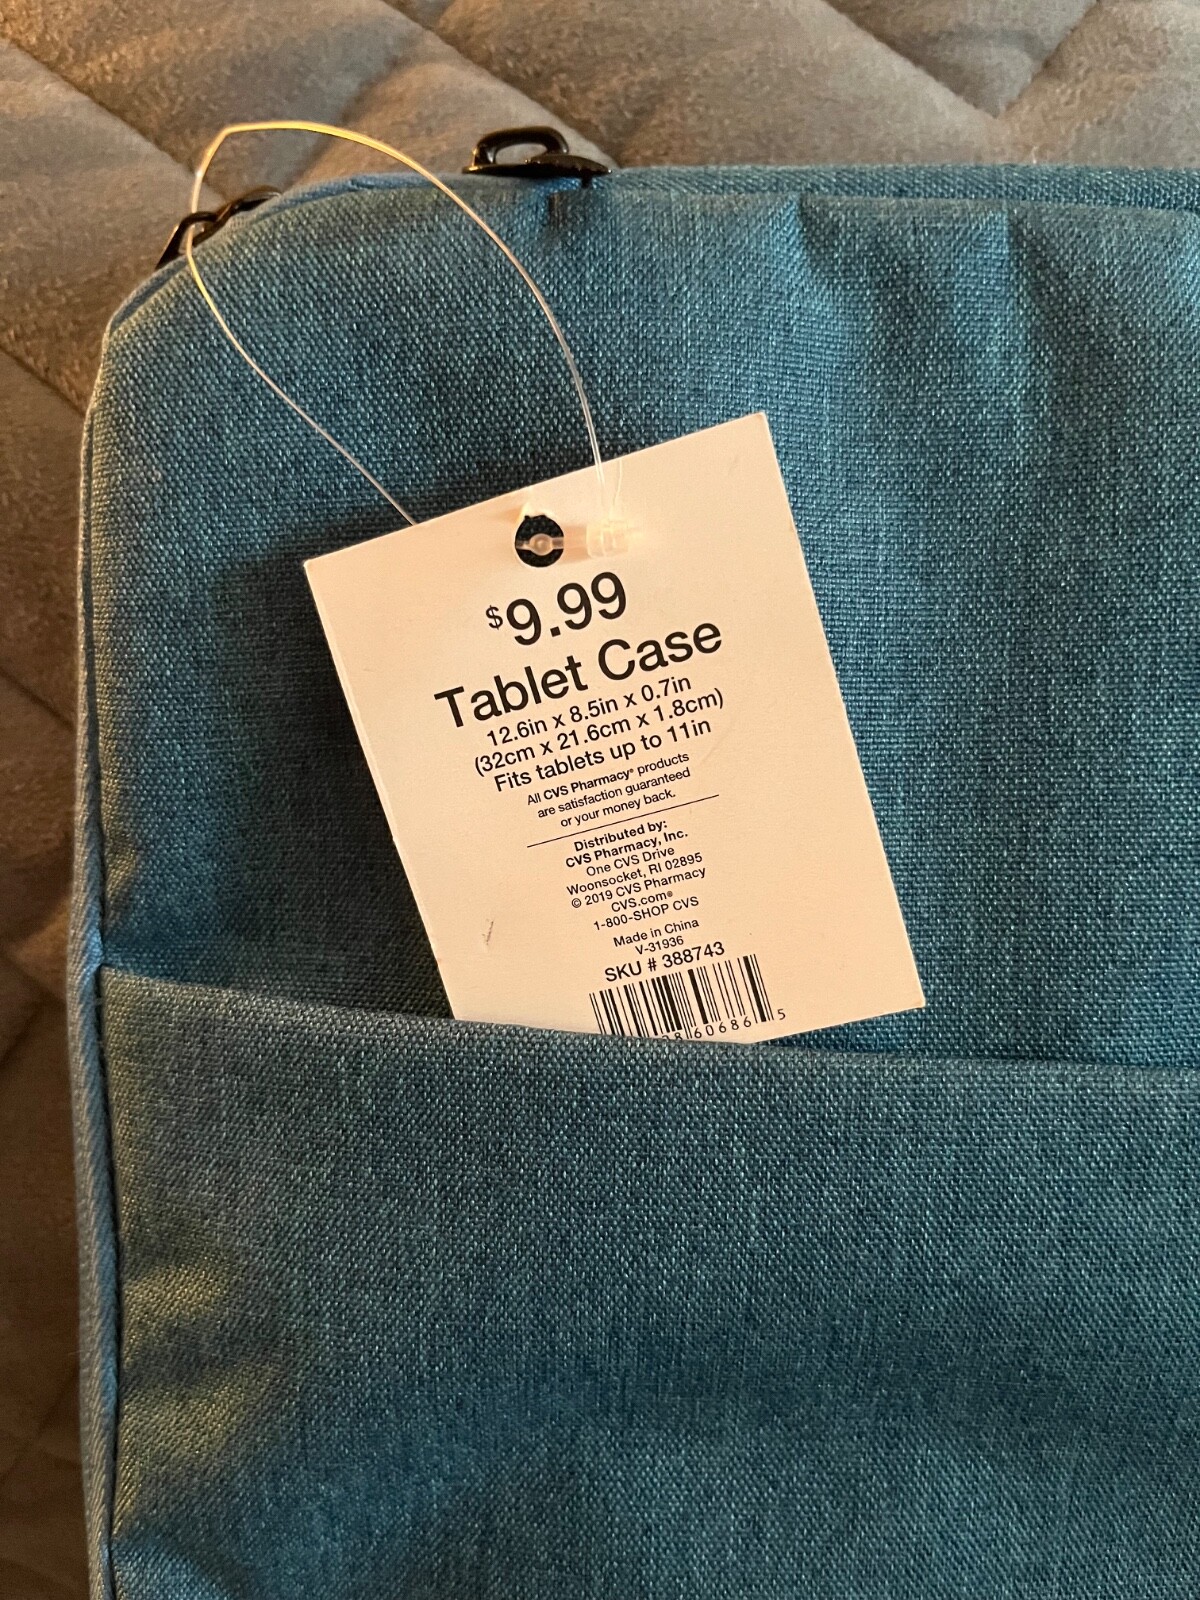 $9.99
Tablet Case
12.6in x 8.5in x 0.7in
(32cm x 21.6cm x 1.8cm)
Fits tablets up to 11in
All CVS Pharmacy® products
are satisfaction guaranteed
or your money back.
Distributed by:
CVS Pharmacy, Inc.
One CVS Drive
Woonsocket, RI 02895
© 2019 CVS Pharmacy
CVS.com®
1-800-SHOP CVS
Made in China
V-31936
SKU # 388743
60686 5